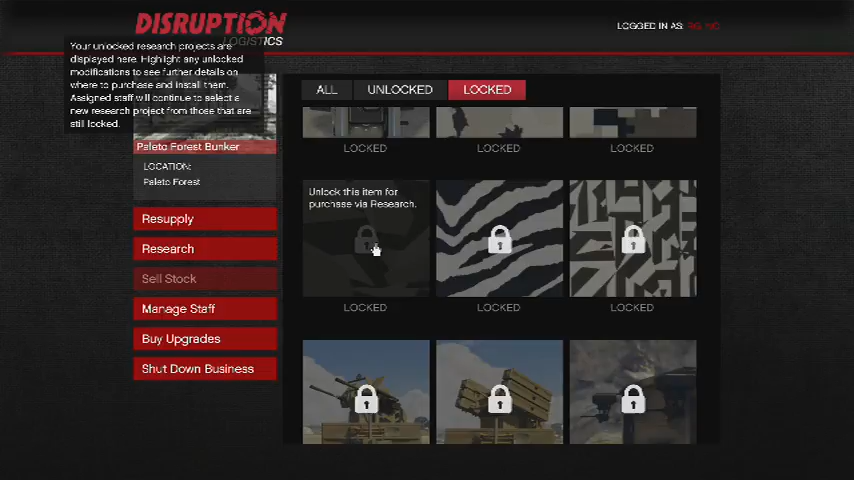 DISRUPTION
LOGISTICS
LOGGED IN AS:
Your unlocked research projects are
displayed here. Highlight any unlocked
modifications to see further details on
where to purchase and install them.
Assigned staff will continue to select a
new research project from those that are
still locked.
Paleto Forest Bunker
LOCATION:
Paleto Forest
Resupply
Research
Sell Stock
Manage Staff
Buy Upgrades
Shut Down Business
ALL UNLOCKED LOCKED
LOCKED LOCKED LOCKED
Unlock this item for
purchase via Research.
LOCKED LOCKED LOCKED